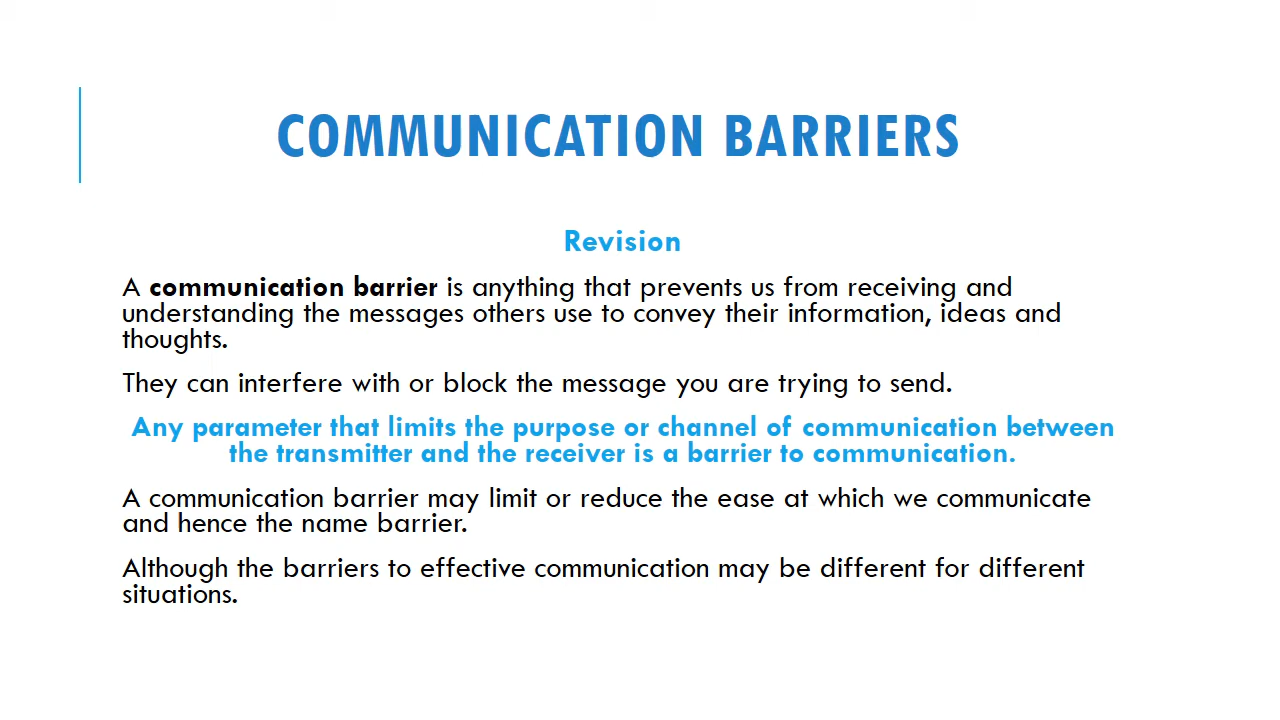 COMMUNICATION BARRIERS
Revision
A communication barrier is anything that prevents us from receiving and
understanding the messages others use to convey their information, ideas and
thoughts.
They can interfere with or block the message you are trying to send.
Any parameter that limits the purpose or channel of communication between
the transmitter and the receiver is a barrier to communication.
A communication barrier may limit or reduce the ease at which we communicate
and hence the name barrier.
Although the barriers to effective communication may be different for different
situations.